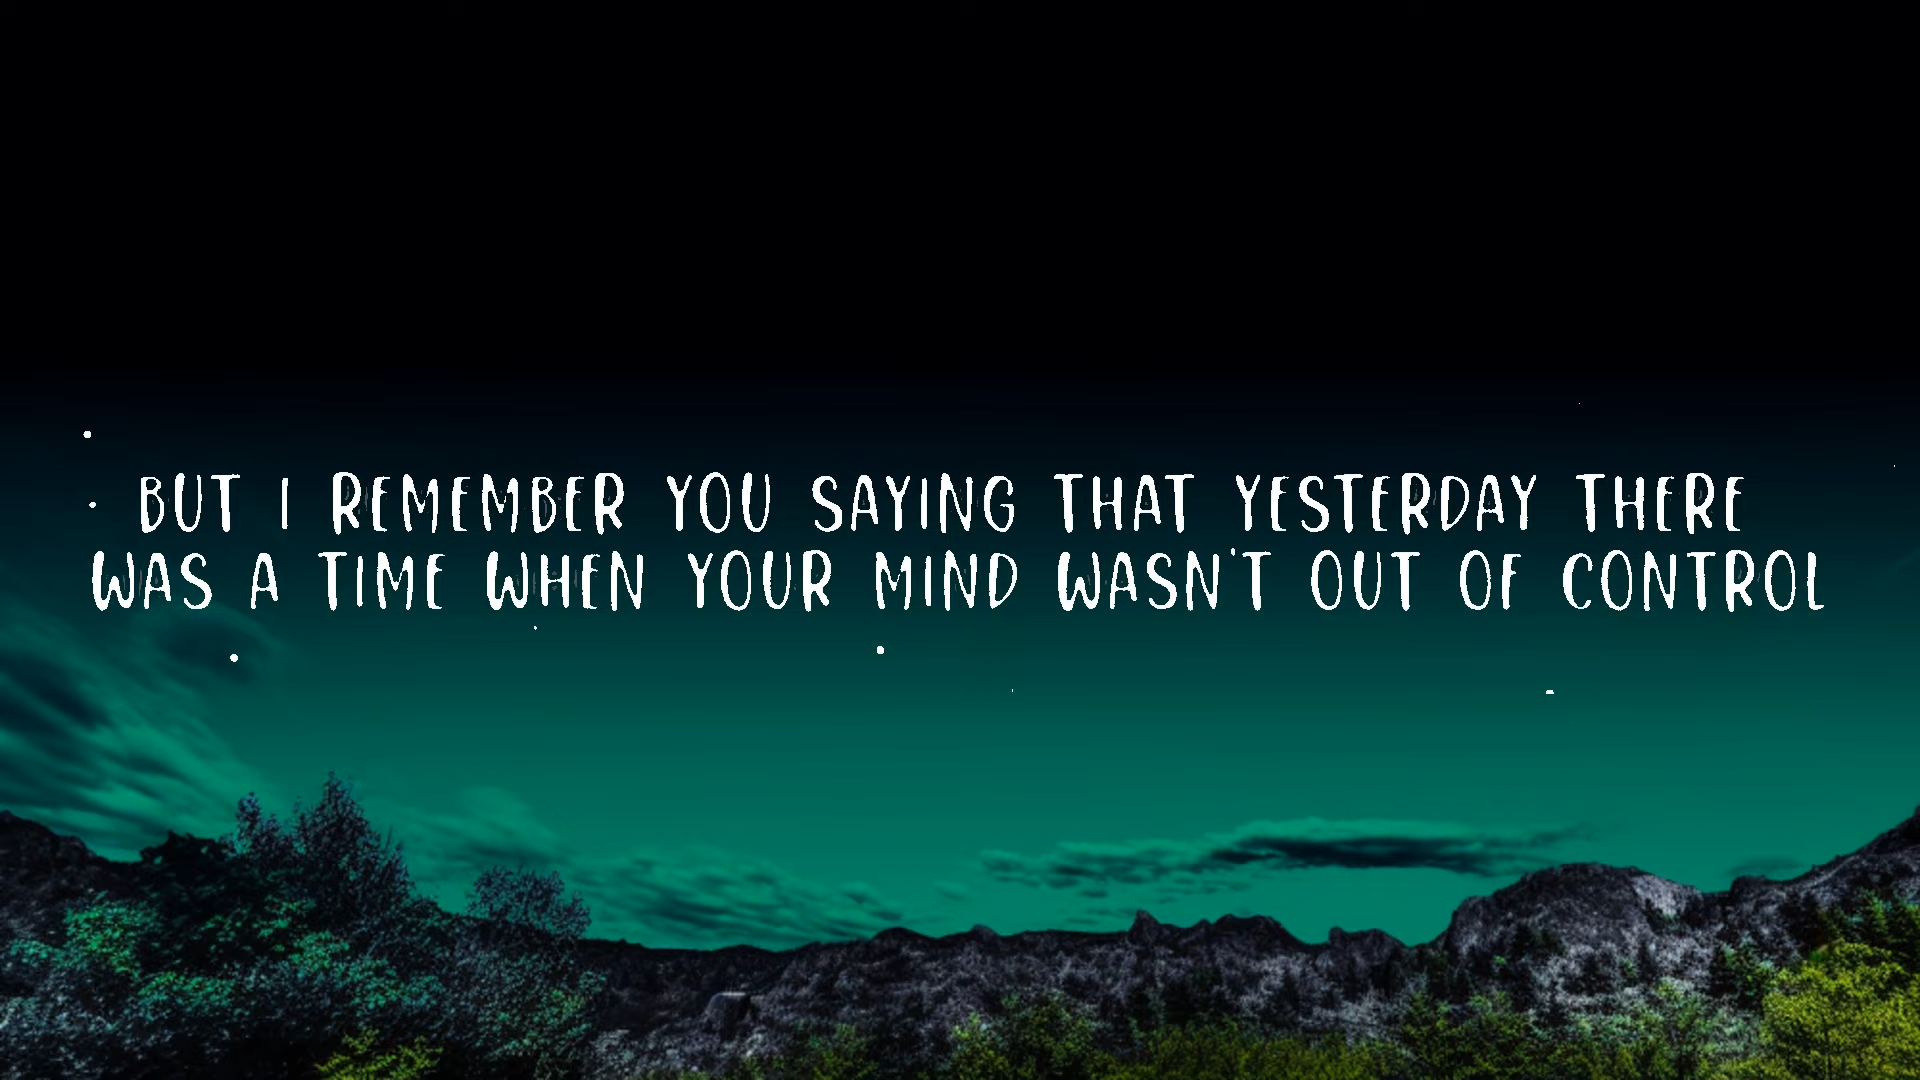 BUT I REMEMBER YOU SAYING THAT YESTERDAY THERE
WAS A TIME WHEN YOUR MIND WASN'T OUT OF CONTROL